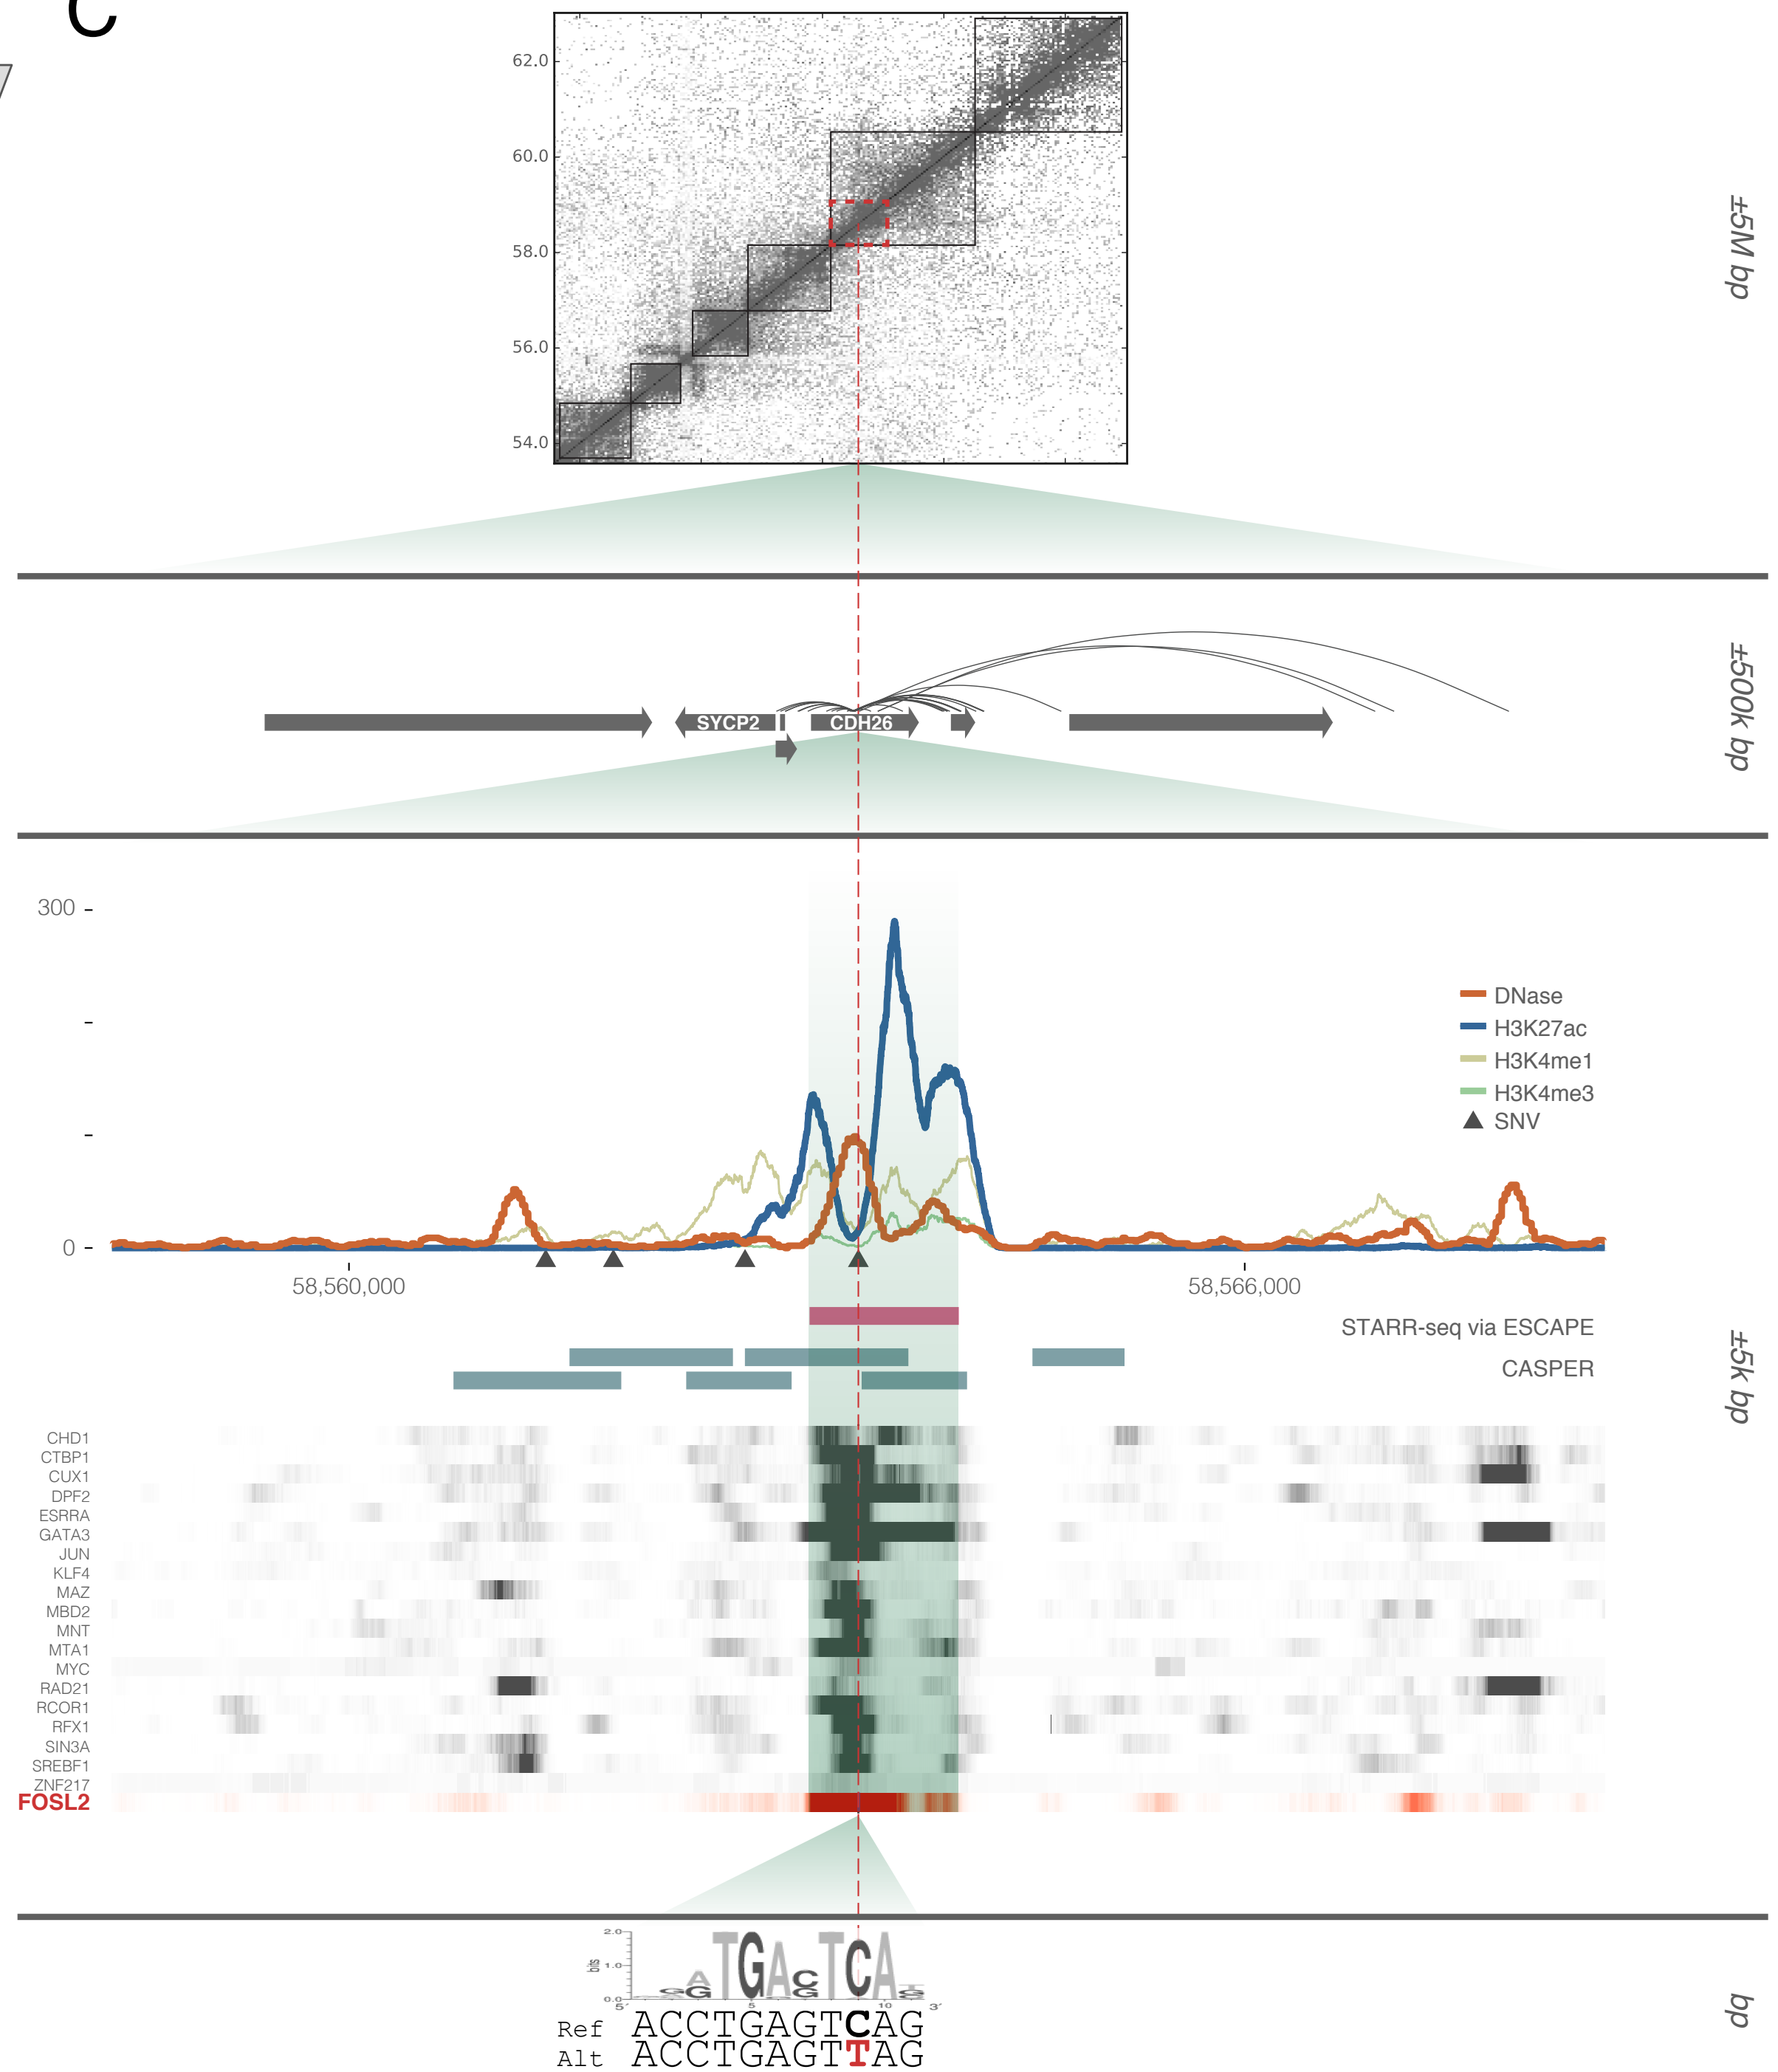 C
62.0
60.0
58.0
56.0
54.0
±5M bp
SYCP2
CDH26
±500k bp
300
0
DNase
H3K27ac
H3K4me1
H3K4me3
SNV
58,560,000
58,566,000
STARR-seq via ESCAPE
CASPER
±5k bp
CHD1
CTBP1
CUX1
DPF2
ESRRA
GATA3
JUN
KLF4
MAZ
MBD2
MNT
MTA1
MYC
RAD21
RCOR1
RFX1
SIN3A
SREBF1
ZNF217
FOSL2
2.0
1.0
0.0
bits
TGACTCA
5' 5 10 3'
Ref ACCTGAGTCAG
Alt ACCTGAGTTAG
bp